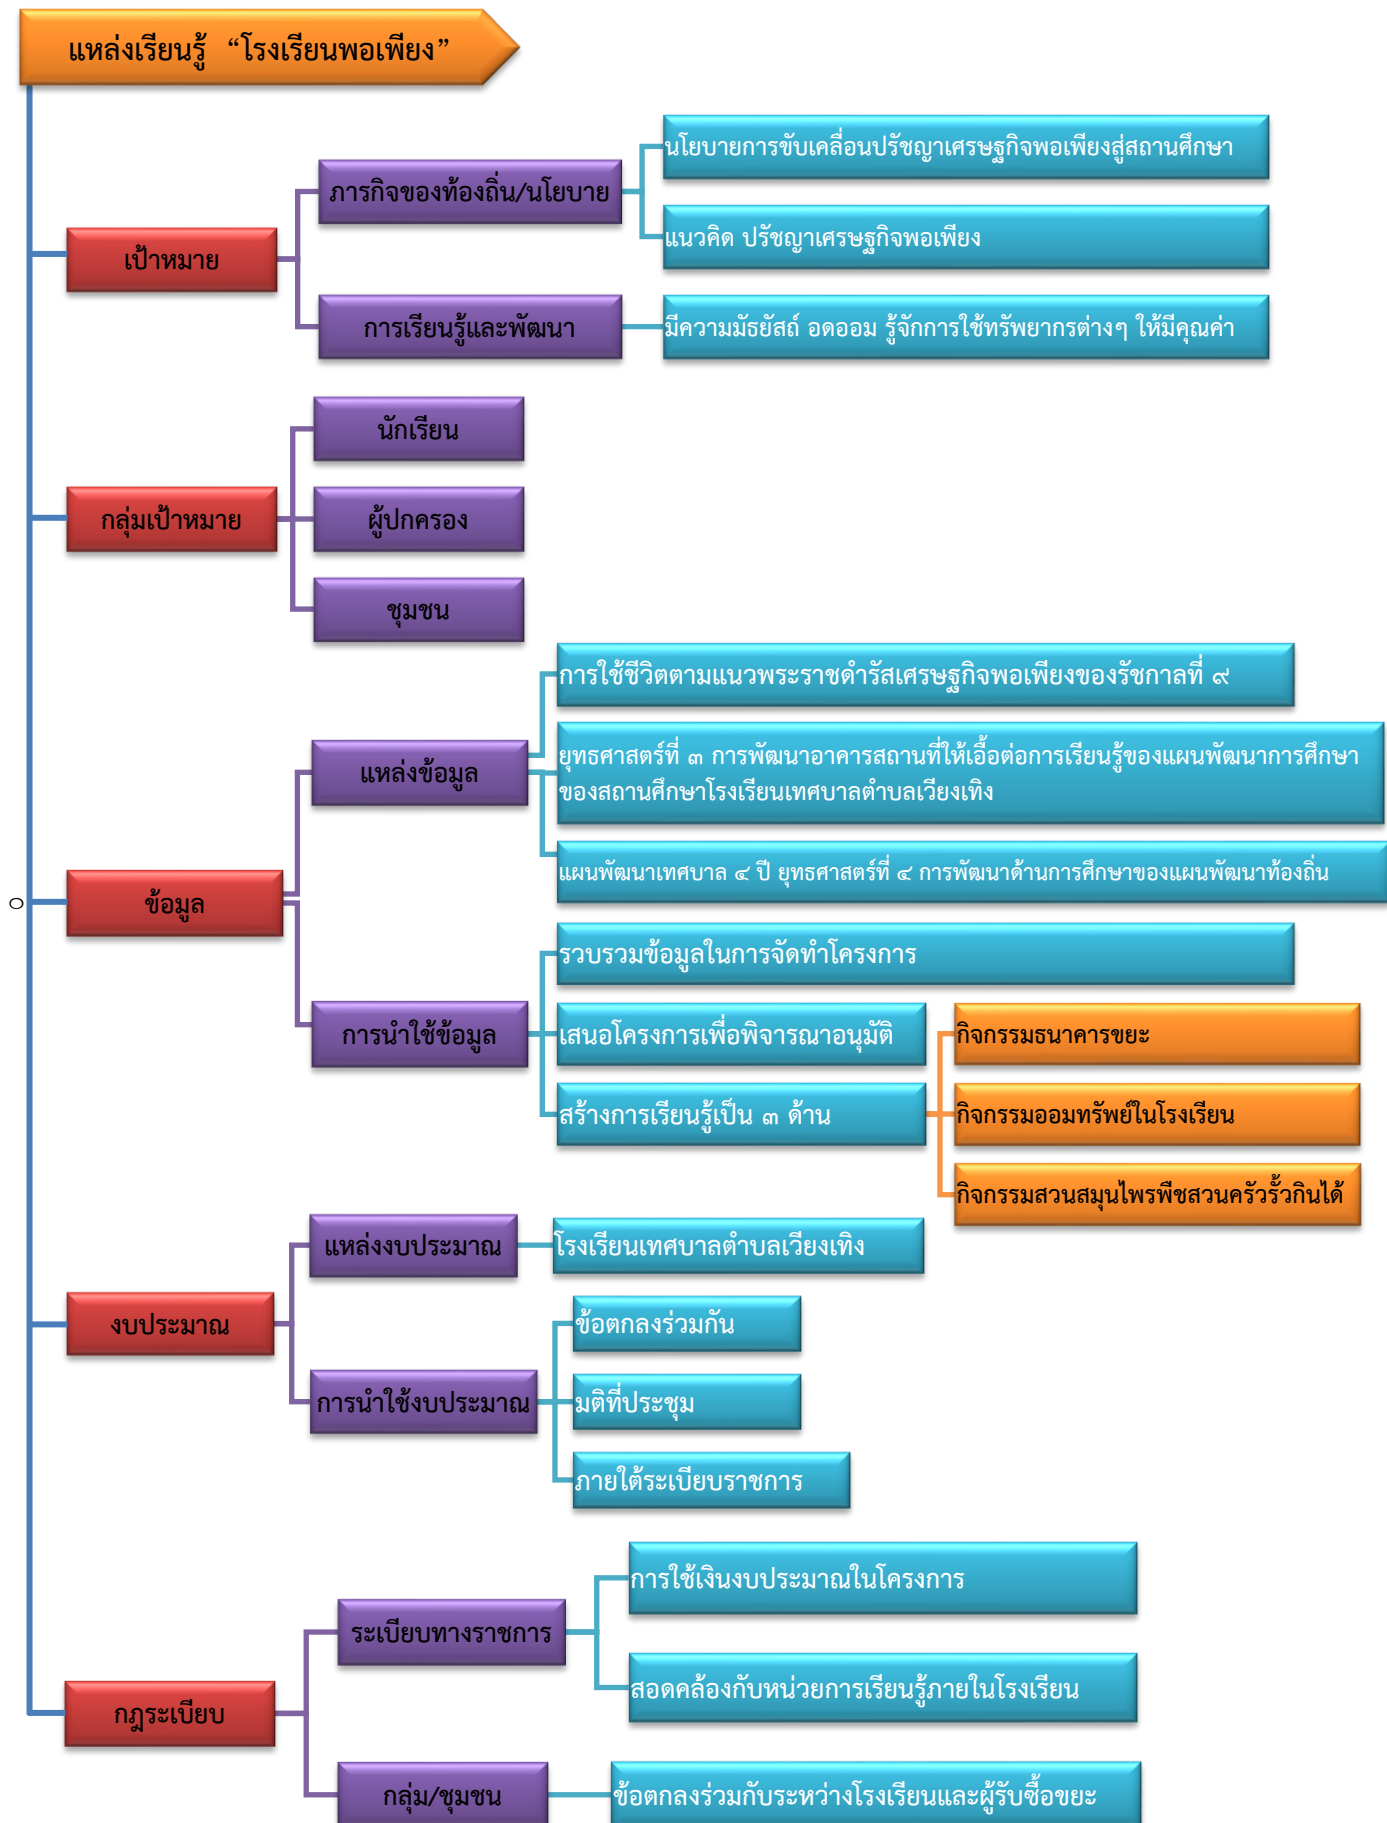 แหล่งเรียนรู้ “โรงเรียนพอเพียง”
เป้าหมาย
ภารกิจของท้องถิ่น/นโยบาย
นโยบายการขับเคลื่อนปรัชญาเศรษฐกิจพอเพียงสู่สถานศึกษา
แนวคิด ปรัชญาเศรษฐกิจพอเพียง
การเรียนรู้และพัฒนา
มีความมัธยัสถ์ อดออม รู้จักการใช้ทรัพยากรต่างๆ ให้มีคุณค่า
กลุ่มเป้าหมาย
นักเรียน
ผู้ปกครอง
ชุมชน
ข้อมูล
แหล่งข้อมูล
การใช้ชีวิตตามแนวพระราชดำรัสเศรษฐกิจพอเพียงของรัชกาลที่ ๙
ยุทธศาสตร์ที่ ๓ การพัฒนาอาคารสถานที่ให้เอื้อต่อการเรียนรู้ของแผนพัฒนาการศึกษา
ของสถานศึกษาโรงเรียนเทศบาลตำบลเวียงเทิง
แผนพัฒนาเทศบาล ๔ ปี ยุทธศาสตร์ที่ ๔ การพัฒนาด้านการศึกษาของแผนพัฒนาท้องถิ่น
การนำใช้ข้อมูล
รวบรวมข้อมูลในการจัดทำโครงการ
เสนอโครงการเพื่อพิจารณาอนุมัติ
สร้างการเรียนรู้เป็น ๓ ด้าน
กิจกรรมธนาคารขยะ
กิจกรรมออมทรัพย์ในโรงเรียน
กิจกรรมสวนสมุนไพรพืชสวนครัวรั้วกินได้
งบประมาณ
แหล่งงบประมาณ
โรงเรียนเทศบาลตำบลเวียงเทิง
การนำใช้งบประมาณ
ข้อตกลงร่วมกัน
มติที่ประชุม
ภายใต้ระเบียบราชการ
กฎระเบียบ
ระเบียบทางราชการ
การใช้เงินงบประมาณในโครงการ
สอดคล้องกับหน่วยการเรียนรู้ภายในโรงเรียน
กลุ่ม/ชุมชน
ข้อตกลงร่วมกับระหว่างโรงเรียนและผู้รับซื้อขยะ